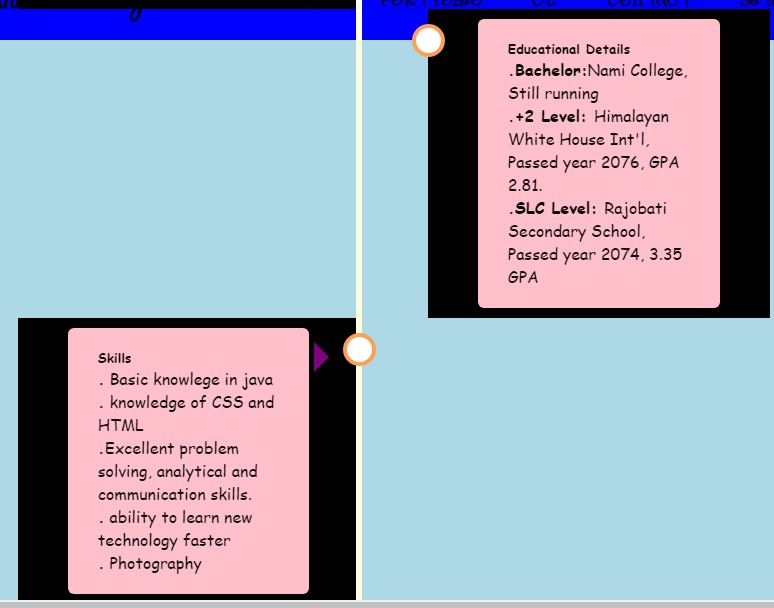 Educational Details
.Bachelor:Nami College,
Still running
.+2 Level: Himalayan
White House Int'l,
Passed year 2076, GPA
2.81.
.SLC Level: Rajobati
Secondary School,
Passed year 2074, 3.35
GPA
Skills
. Basic knowlege in java
. knowledge of CSS and
HTML
.Excellent problem
solving, analytical and
communication skills.
. ability to learn new
technology faster
. Photography